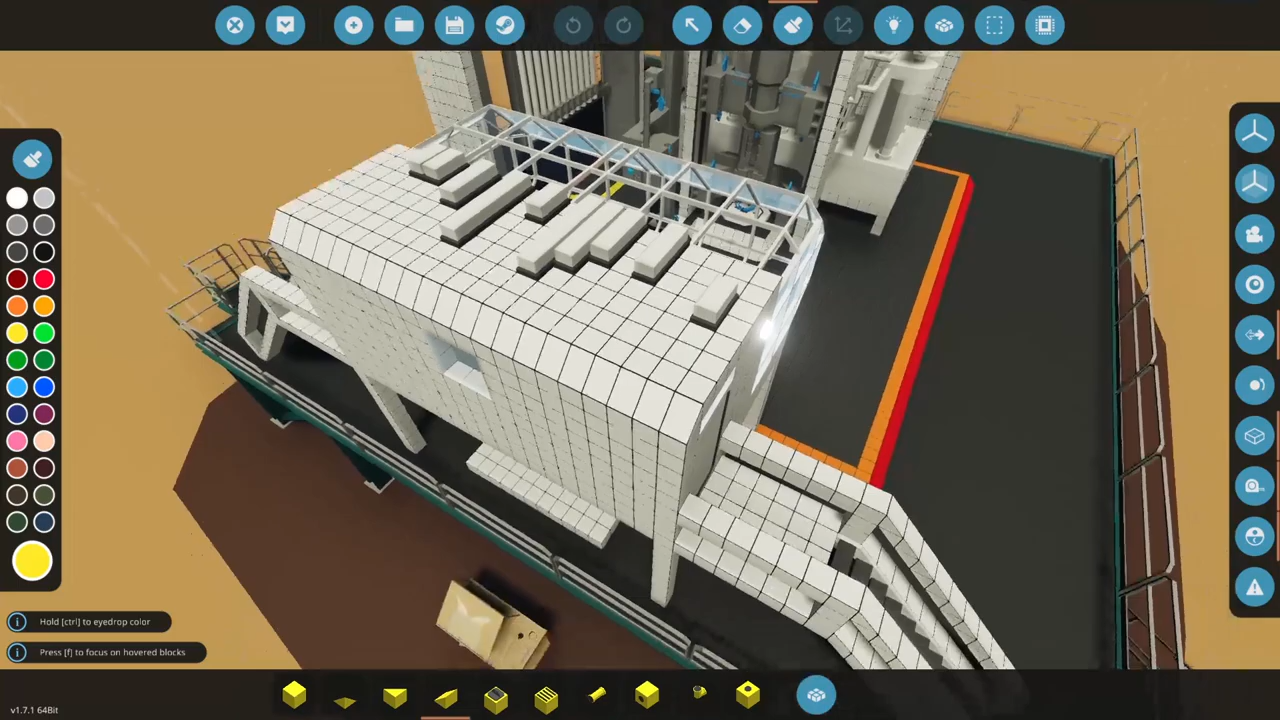 Hold [ctrl] to eyedrop color
Press [f] to focus on hovered blocks
v1.7.1 64Bit